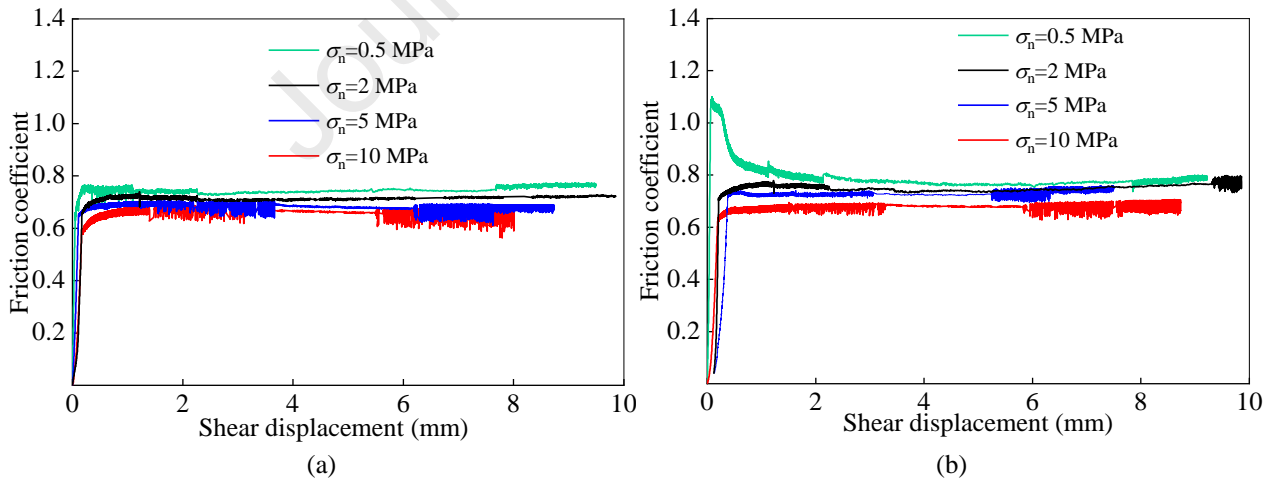 Jour
1.4
1.2
1.0
0.8
0.6
0.4
0.2
0 2 4 6 8 10
Friction coefficient
Shear displacement (mm)
σn=0.5 MPa
σn=2 MPa
σn=5 MPa
σn=10 MPa
(a)
1.4
1.2
1.0
0.8
0.6
0.4
0.2
0 2 4 6 8 10
Friction coefficient
Shear displacement (mm)
σn=0.5 MPa
σn=2 MPa
σn=5 MPa
σn=10 MPa
(b)